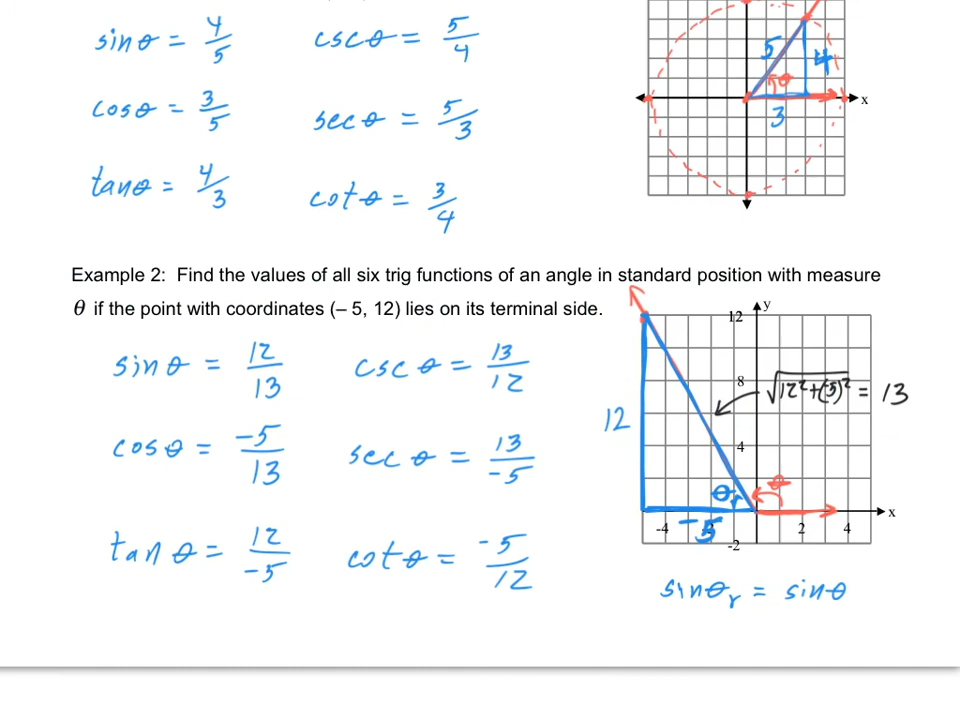 sinθ = 4/5 cscθ = 5/4
5 4 θ
cosθ = 3/5 secθ = 5/3
x
3
tanθ = 4/3 cotθ = 3/4
Example 2: Find the values of all six trig functions of an angle in standard position with measure
θ if the point with coordinates (– 5, 12) lies on its terminal side.
y
12
sinθ = 12/13 cscθ = 13/12
8 √12²+(-5)² = 13
12
cosθ = -5/13 secθ = 13/-5
4
θr θ
x
-4 -5 2 4
-2
tanθ = 12/-5 cotθ = -5/12
sinθr = sinθ